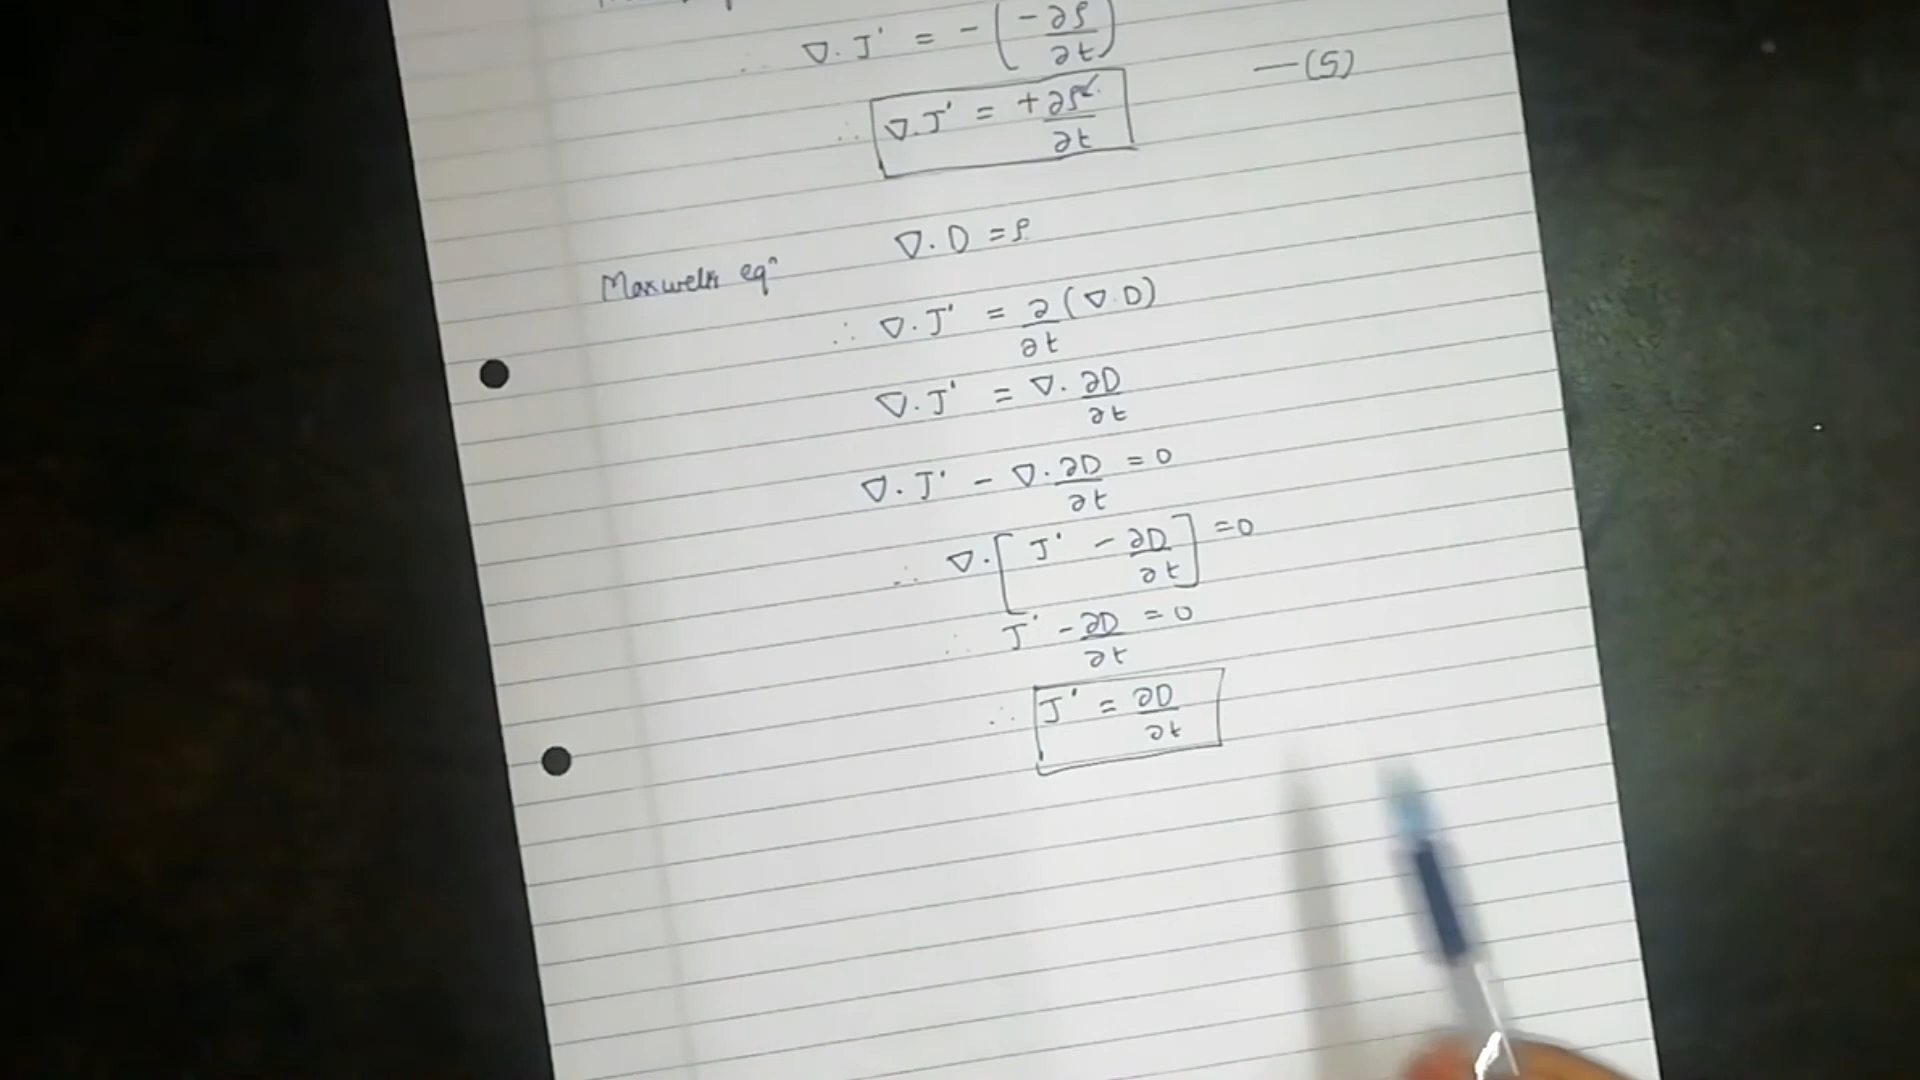 ∴ ∇. J' = - ( - ∂ρ/∂t )
∴ ∇. J' = + ∂ρ/∂t —(5)
Maxwells eqⁿ ∇. D = ρ
∴ ∇. J' = ∂/∂t (∇. D)
∇. J' = ∇. ∂D/∂t
∇. J' - ∇. ∂D/∂t = 0
∴ ∇. [ J' - ∂D/∂t ] = 0
∴ J' - ∂D/∂t = 0
∴ J' = ∂D/∂t